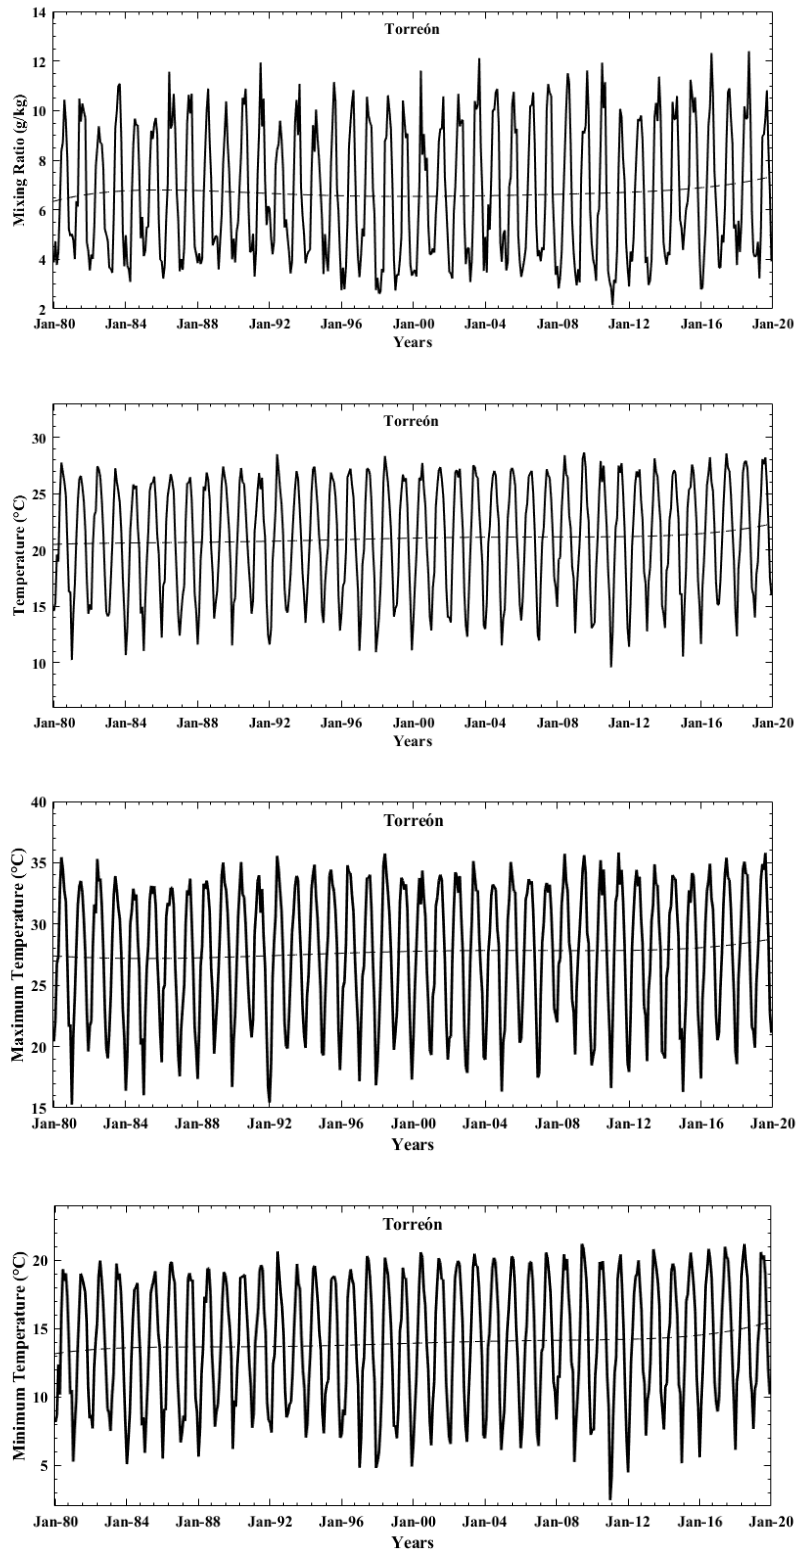 Torreón
Mixing Ratio (g/kg)
14
12
10
8
6
4
2
Jan-80 Jan-84 Jan-88 Jan-92 Jan-96 Jan-00 Jan-04 Jan-08 Jan-12 Jan-16 Jan-20
Years
Torreón
Temperature (°C)
30
25
20
15
10
Jan-80 Jan-84 Jan-88 Jan-92 Jan-96 Jan-00 Jan-04 Jan-08 Jan-12 Jan-16 Jan-20
Years
Torreón
Maximum Temperature (°C)
40
35
30
25
20
15
Jan-80 Jan-84 Jan-88 Jan-92 Jan-96 Jan-00 Jan-04 Jan-08 Jan-12 Jan-16 Jan-20
Years
Torreón
Minimum Temperature (°C)
20
15
10
5
Jan-80 Jan-84 Jan-88 Jan-92 Jan-96 Jan-00 Jan-04 Jan-08 Jan-12 Jan-16 Jan-20
Years